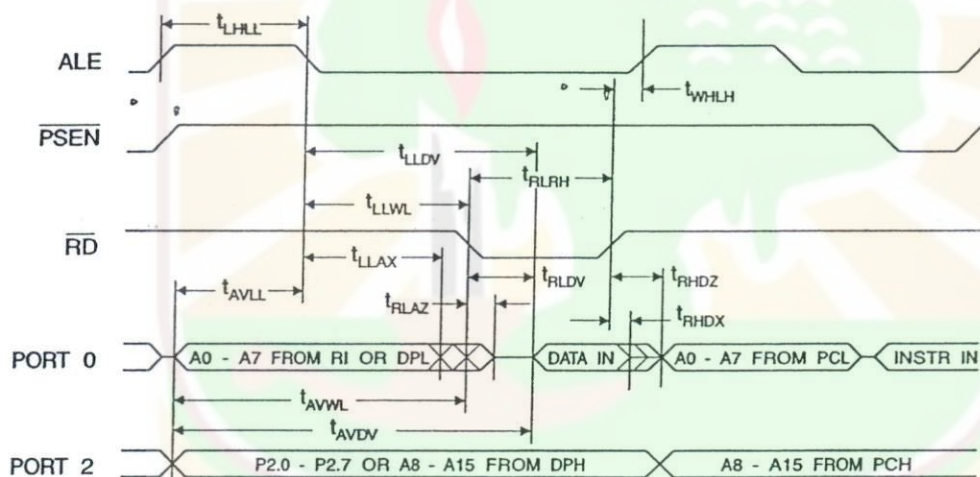 tLHLL
ALE
tWHLH
PSEN
tLLDV
tRLRH
tLLWL
RD
tLLAX
tRLDV
tRHDZ
tAVLL
tRLAZ
tRHDX
PORT 0
A0 - A7 FROM RI OR DPL
DATA IN
A0 - A7 FROM PCL
INSTR IN
tAVWL
tAVDV
PORT 2
P2.0 - P2.7 OR A8 - A15 FROM DPH
A8 - A15 FROM PCH